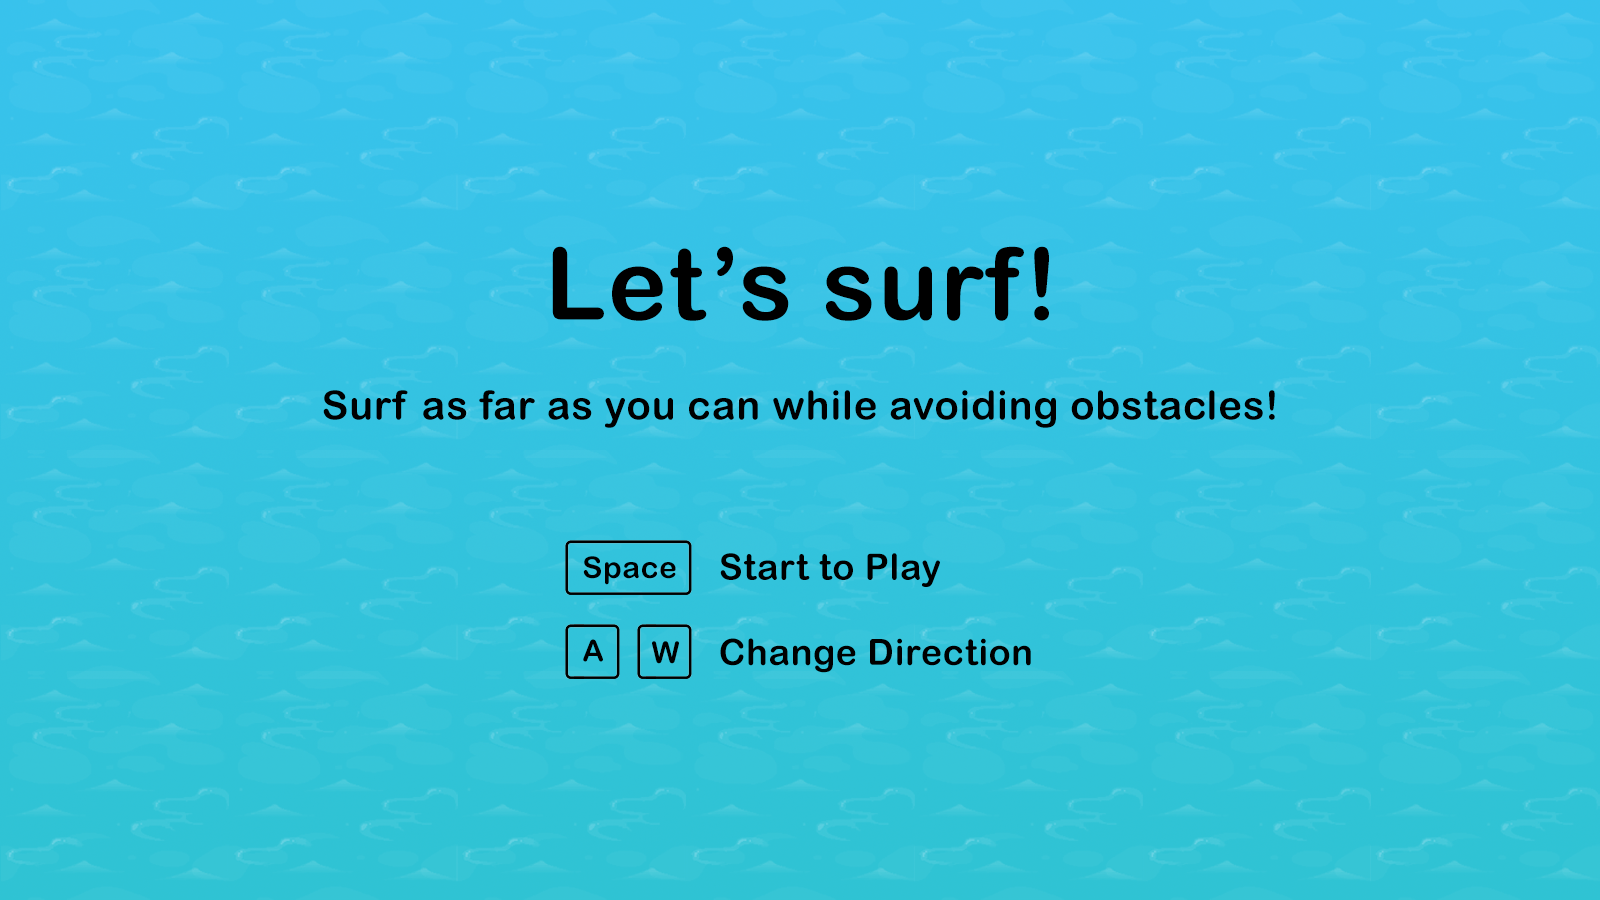 Let’s surf!
Surf as far as you can while avoiding obstacles!
Space Start to Play
A W Change Direction